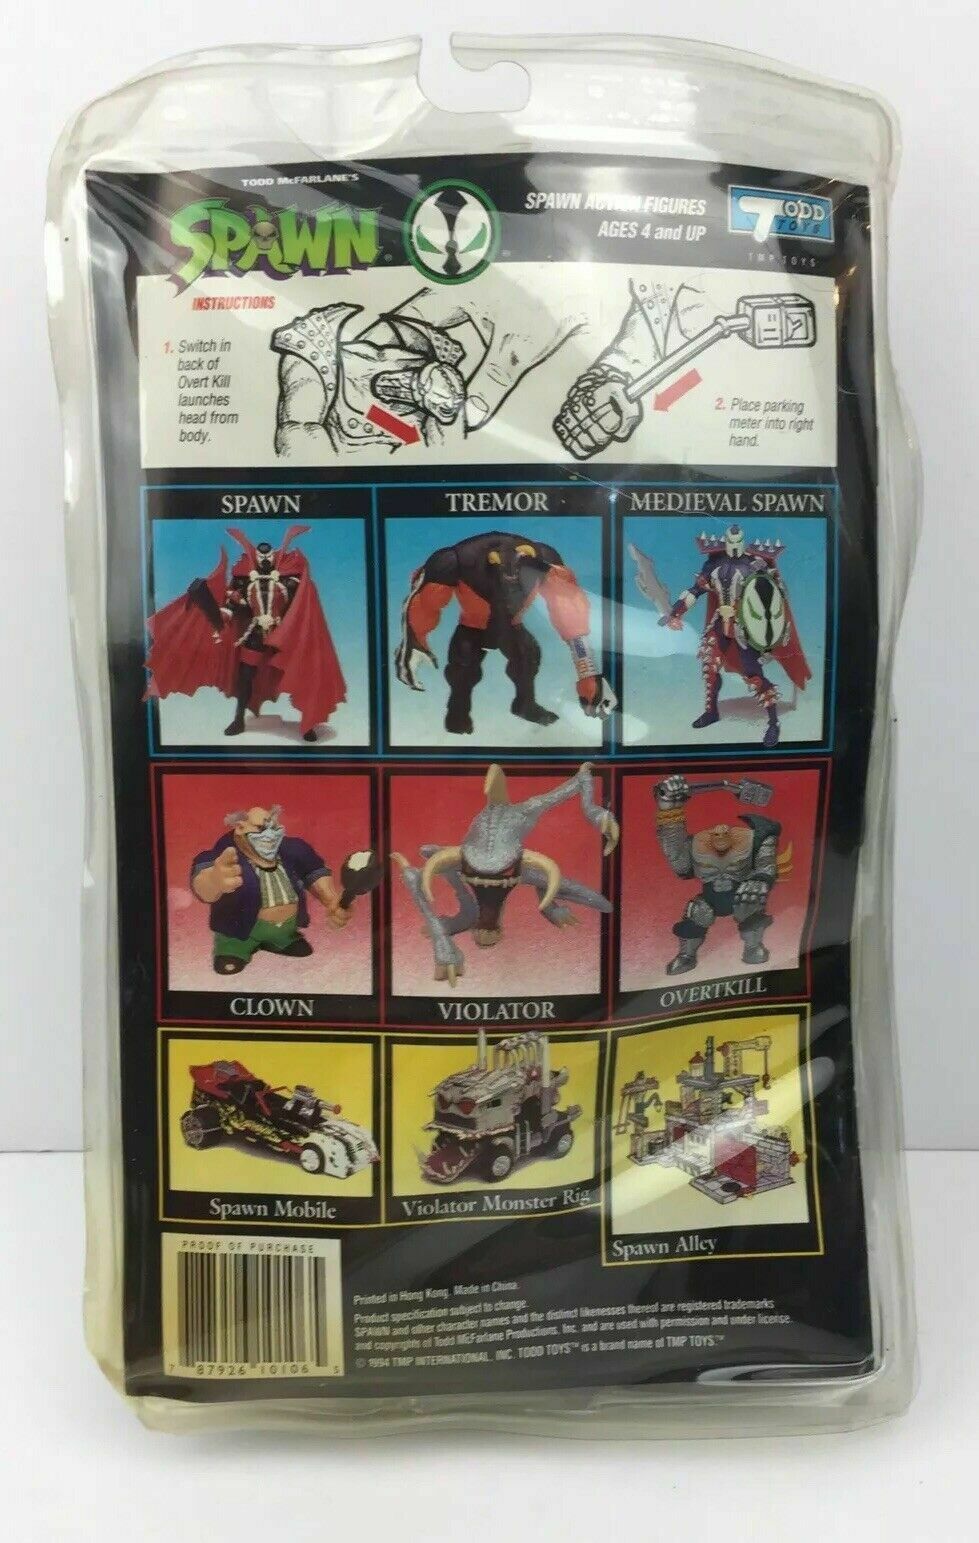 TODD McFARLANE'S
SPAWN
SPAWN ACTION FIGURES
AGES 4 and UP
TODD
TOYS
TMP TOYS
INSTRUCTIONS
1. Switch in
back of
Overt Kill
launches
head from
body.
2. Place parking
meter into right
hand.
SPAWN
TREMOR
MEDIEVAL SPAWN
CLOWN
VIOLATOR
OVERTKILL
Spawn Mobile
Violator Monster Rig
Spawn Alley
PROOF OF PURCHASE
7 87926 10106 5
Printed in Hong Kong. Made in China.
Product specification subject to change.
SPAWN and other character names and the distinct likenesses thereof are registered trademarks
and copyrights of Todd McFarlane Productions, Inc. and are used with permission and under license.
© 1994 TMP INTERNATIONAL, INC. TODD TOYS™ is a brand name of TMP TOYS.™